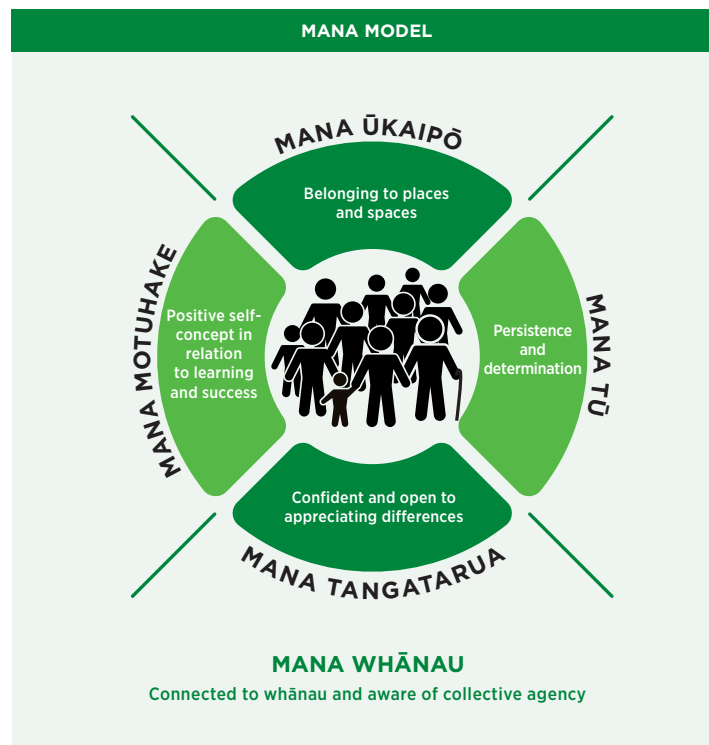 MANA MODEL
MANA ŪKAIPŌ
Belonging to places
and spaces
MANA MOTUHAKE
Positive self-
concept in
relation
to learning
and success
MANA TŪ
Persistence
and
determination
Confident and open to
appreciating differences
MANA TANGATARUA
MANA WHĀNAU
Connected to whānau and aware of collective agency